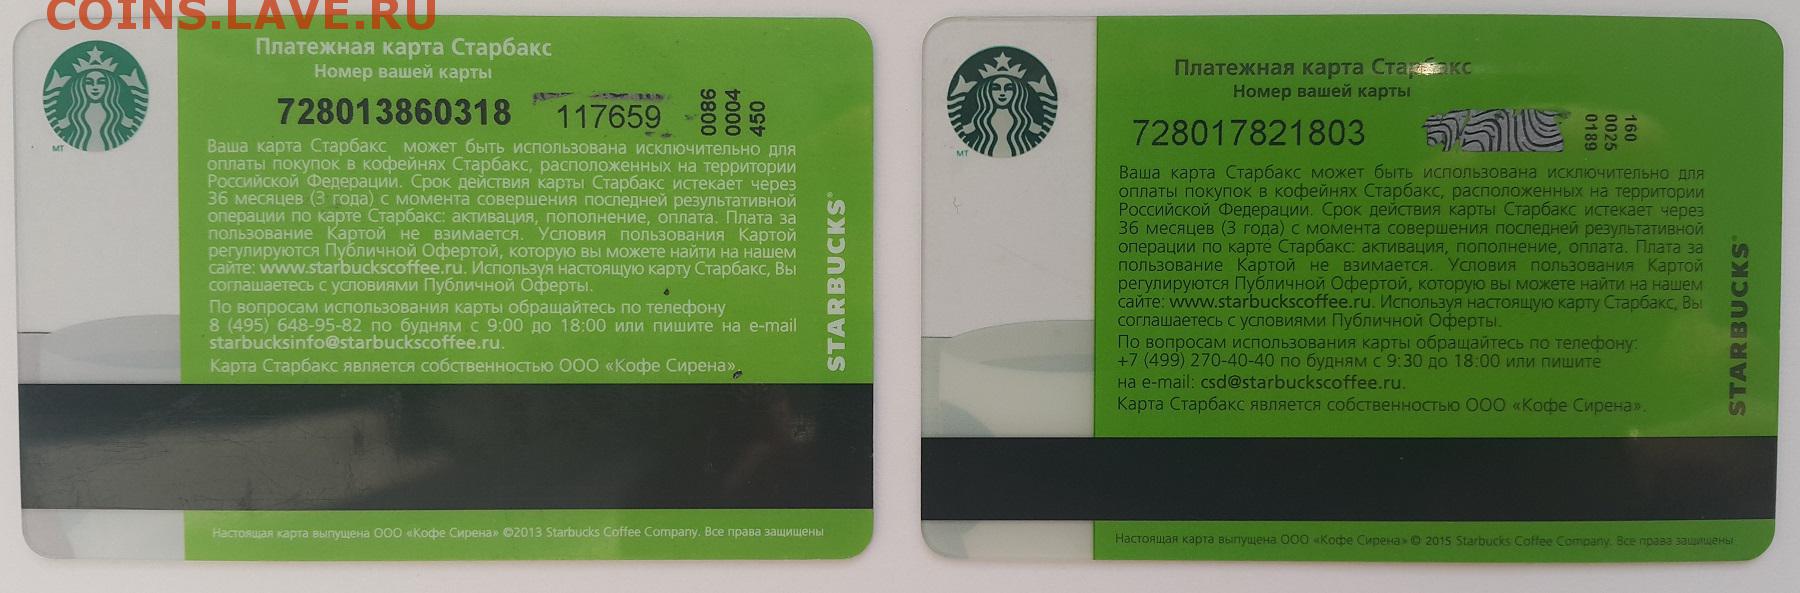 COINS.LAVE.RU
Платежная карта Старбакс
Номер вашей карты
728013860318
117659
0086
0004
450
МТ
Ваша карта Старбакс может быть использована исключительно для
оплаты покупок в кофейнях Старбакс, расположенных на территории
Российской Федерации. Срок действия карты Старбакс истекает через
36 месяцев (3 года) с момента совершения последней результативной
операции по карте Старбакс: активация, пополнение, оплата. Плата за
пользование Картой не взимается. Условия пользования Картой
регулируются Публичной Офертой, которую вы можете найти на нашем
сайте: www.starbuckscoffee.ru. Используя настоящую карту Старбакс, Вы
соглашаетесь с условиями Публичной Оферты.
По вопросам использования карты обращайтесь по телефону
8 (495) 648-95-82 по будням с 9:00 до 18:00 или пишите на e-mail
starbucksinfo@starbuckscoffee.ru.
Карта Старбакс является собственностью ООО «Кофе Сирена».
STARBUCKS®
Настоящая карта выпущена ООО «Кофе Сирена» ©2013 Starbucks Coffee Company. Все права защищены
Платежная карта Старбакс
Номер вашей карты
728017821803
160
0025
0189
МТ
Ваша карта Старбакс может быть использована исключительно для
оплаты покупок в кофейнях Старбакс, расположенных на территории
Российской Федерации. Срок действия карты Старбакс истекает через
36 месяцев (3 года) с момента совершения последней результативной
операции по карте Старбакс: активация, пополнение, оплата. Плата за
пользование Картой не взимается. Условия пользования Картой
регулируются Публичной Офертой, которую вы можете найти на нашем
сайте: www.starbuckscoffee.ru. Используя настоящую карту Старбакс, Вы
соглашаетесь с условиями Публичной Оферты.
По вопросам использования карты обращайтесь по телефону:
+7 (499) 270-40-40 по будням с 9:30 до 18:00 или пишите
на e-mail: csd@starbuckscoffee.ru.
Карта Старбакс является собственностью ООО «Кофе Сирена».
STARBUCKS®
Настоящая карта выпущена ООО «Кофе Сирена» © 2015 Starbucks Coffee Company. Все права защищены